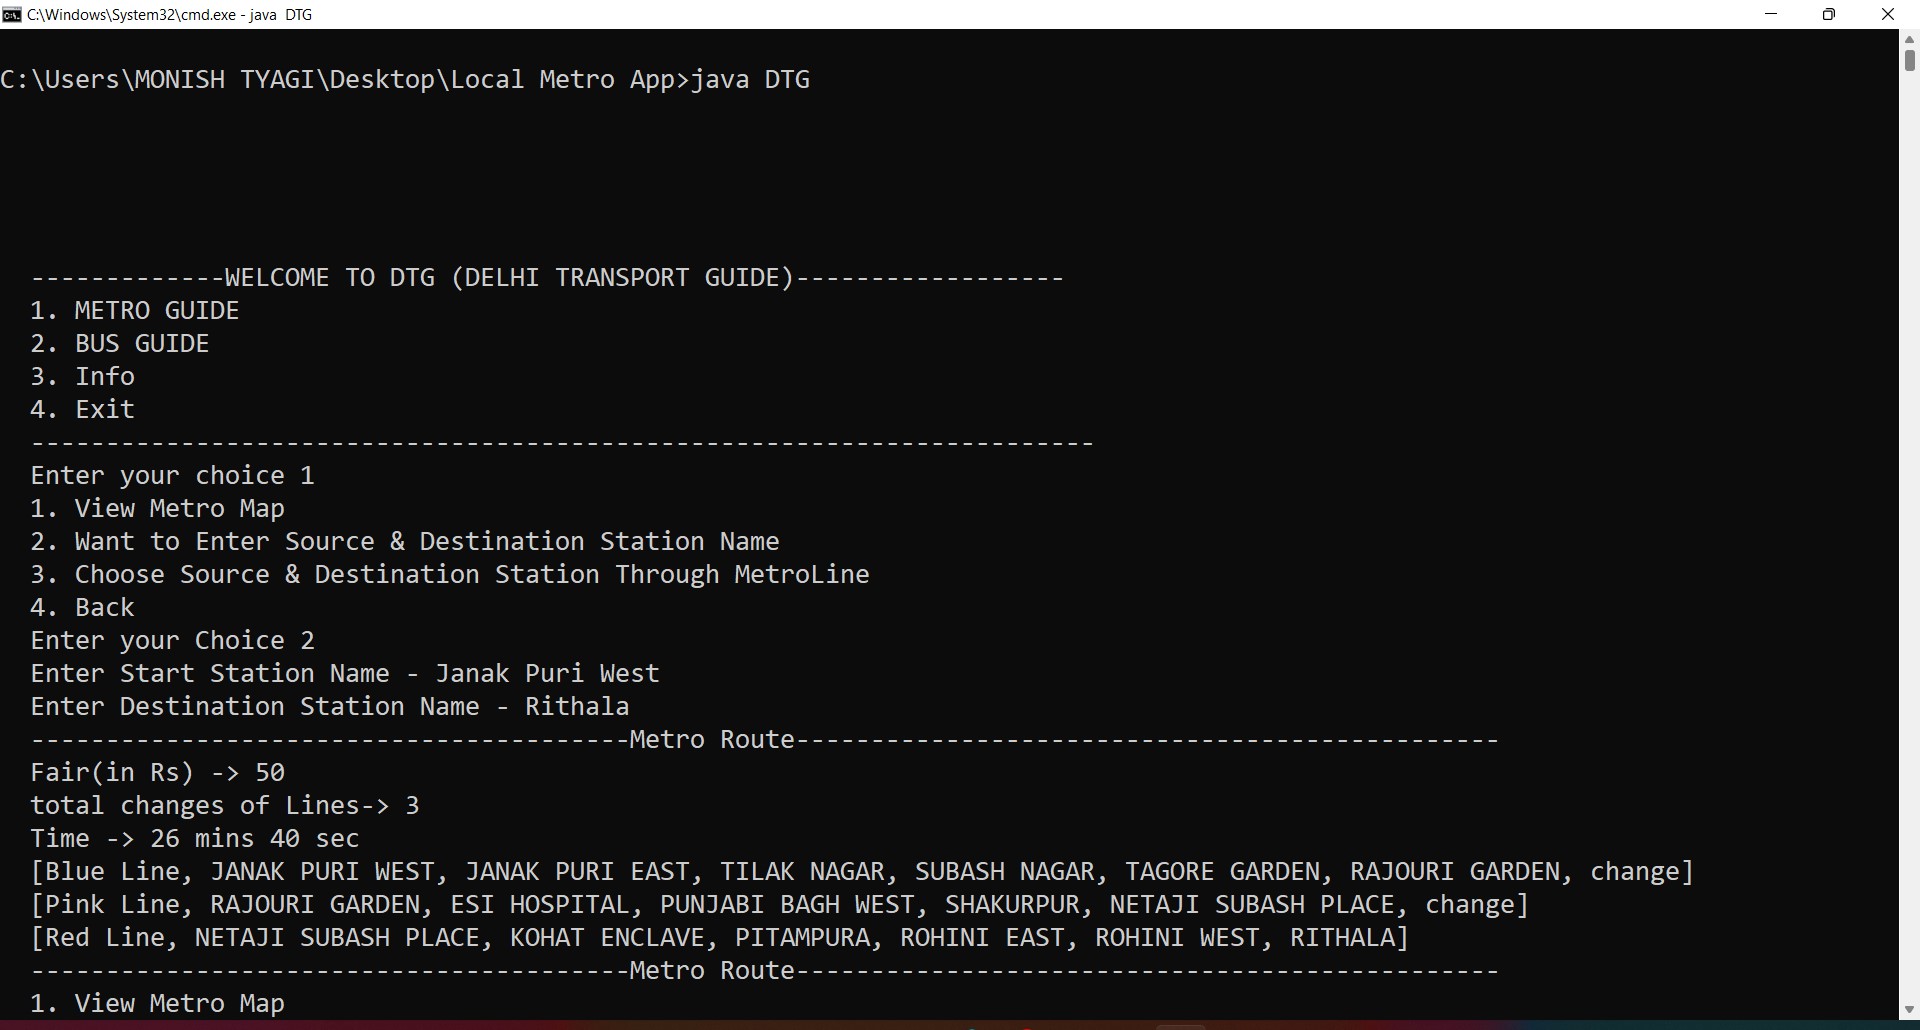 C:\Windows\System32\cmd.exe - java  DTG
C:\Users\MONISH TYAGI\Desktop\Local Metro App>java DTG
-------------WELCOME TO DTG (DELHI TRANSPORT GUIDE)------------------
1. METRO GUIDE
2. BUS GUIDE
3. Info
4. Exit
-----------------------------------------------------------------------
Enter your choice 1
1. View Metro Map
2. Want to Enter Source & Destination Station Name
3. Choose Source & Destination Station Through MetroLine
4. Back
Enter your Choice 2
Enter Start Station Name - Janak Puri West
Enter Destination Station Name - Rithala
----------------------------------------Metro Route-----------------------------------------------
Fair(in Rs) -> 50
total changes of Lines-> 3
Time -> 26 mins 40 sec
[Blue Line, JANAK PURI WEST, JANAK PURI EAST, TILAK NAGAR, SUBASH NAGAR, TAGORE GARDEN, RAJOURI GARDEN, change]
[Pink Line, RAJOURI GARDEN, ESI HOSPITAL, PUNJABI BAGH WEST, SHAKURPUR, NETAJI SUBASH PLACE, change]
[Red Line, NETAJI SUBASH PLACE, KOHAT ENCLAVE, PITAMPURA, ROHINI EAST, ROHINI WEST, RITHALA]
----------------------------------------Metro Route-----------------------------------------------
1. View Metro Map